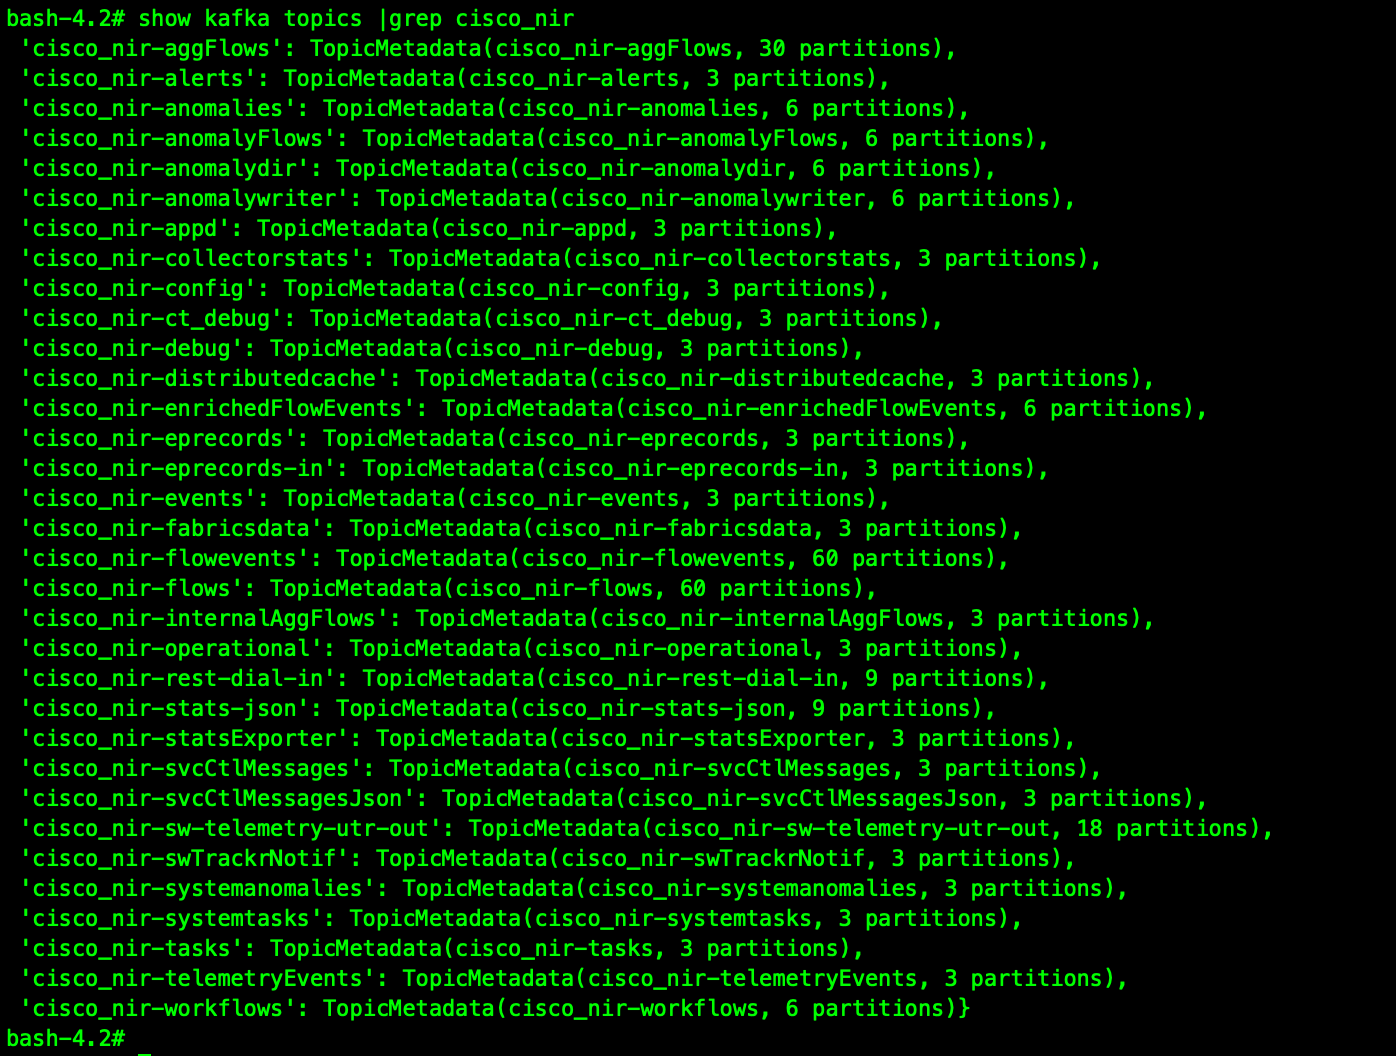 bash-4.2# show kafka topics |grep cisco_nir
'cisco_nir-aggFlows': TopicMetadata(cisco_nir-aggFlows, 30 partitions),
'cisco_nir-alerts': TopicMetadata(cisco_nir-alerts, 3 partitions),
'cisco_nir-anomalies': TopicMetadata(cisco_nir-anomalies, 6 partitions),
'cisco_nir-anomalyFlows': TopicMetadata(cisco_nir-anomalyFlows, 6 partitions),
'cisco_nir-anomalydir': TopicMetadata(cisco_nir-anomalydir, 6 partitions),
'cisco_nir-anomalywriter': TopicMetadata(cisco_nir-anomalywriter, 6 partitions),
'cisco_nir-appd': TopicMetadata(cisco_nir-appd, 3 partitions),
'cisco_nir-collectorstats': TopicMetadata(cisco_nir-collectorstats, 3 partitions),
'cisco_nir-config': TopicMetadata(cisco_nir-config, 3 partitions),
'cisco_nir-ct_debug': TopicMetadata(cisco_nir-ct_debug, 3 partitions),
'cisco_nir-debug': TopicMetadata(cisco_nir-debug, 3 partitions),
'cisco_nir-distributedcache': TopicMetadata(cisco_nir-distributedcache, 3 partitions),
'cisco_nir-enrichedFlowEvents': TopicMetadata(cisco_nir-enrichedFlowEvents, 6 partitions),
'cisco_nir-eprecords': TopicMetadata(cisco_nir-eprecords, 3 partitions),
'cisco_nir-eprecords-in': TopicMetadata(cisco_nir-eprecords-in, 3 partitions),
'cisco_nir-events': TopicMetadata(cisco_nir-events, 3 partitions),
'cisco_nir-fabricsdata': TopicMetadata(cisco_nir-fabricsdata, 3 partitions),
'cisco_nir-flowevents': TopicMetadata(cisco_nir-flowevents, 60 partitions),
'cisco_nir-flows': TopicMetadata(cisco_nir-flows, 60 partitions),
'cisco_nir-internalAggFlows': TopicMetadata(cisco_nir-internalAggFlows, 3 partitions),
'cisco_nir-operational': TopicMetadata(cisco_nir-operational, 3 partitions),
'cisco_nir-rest-dial-in': TopicMetadata(cisco_nir-rest-dial-in, 9 partitions),
'cisco_nir-stats-json': TopicMetadata(cisco_nir-stats-json, 9 partitions),
'cisco_nir-statsExporter': TopicMetadata(cisco_nir-statsExporter, 3 partitions),
'cisco_nir-svcCtlMessages': TopicMetadata(cisco_nir-svcCtlMessages, 3 partitions),
'cisco_nir-svcCtlMessagesJson': TopicMetadata(cisco_nir-svcCtlMessagesJson, 3 partitions),
'cisco_nir-sw-telemetry-utr-out': TopicMetadata(cisco_nir-sw-telemetry-utr-out, 18 partitions),
'cisco_nir-swTrackrNotif': TopicMetadata(cisco_nir-swTrackrNotif, 3 partitions),
'cisco_nir-systemanomalies': TopicMetadata(cisco_nir-systemanomalies, 3 partitions),
'cisco_nir-systemtasks': TopicMetadata(cisco_nir-systemtasks, 3 partitions),
'cisco_nir-tasks': TopicMetadata(cisco_nir-tasks, 3 partitions),
'cisco_nir-telemetryEvents': TopicMetadata(cisco_nir-telemetryEvents, 3 partitions),
'cisco_nir-workflows': TopicMetadata(cisco_nir-workflows, 6 partitions)}
bash-4.2#